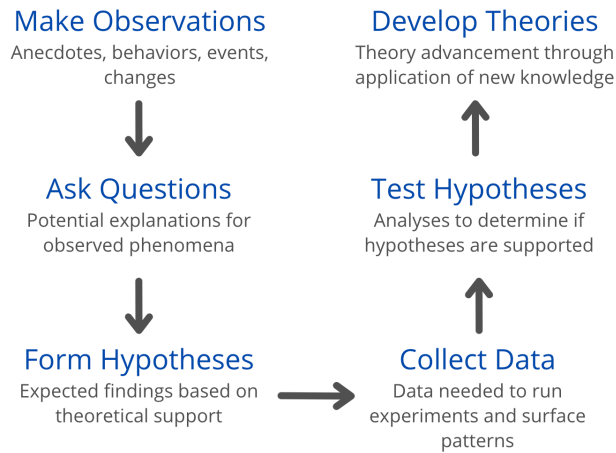 Make Observations
Anecdotes, behaviors, events,
changes
Ask Questions
Potential explanations for
observed phenomena
Form Hypotheses
Expected findings based on
theoretical support
Collect Data
Data needed to run
experiments and surface
patterns
Test Hypotheses
Analyses to determine if
hypotheses are supported
Develop Theories
Theory advancement through
application of new knowledge